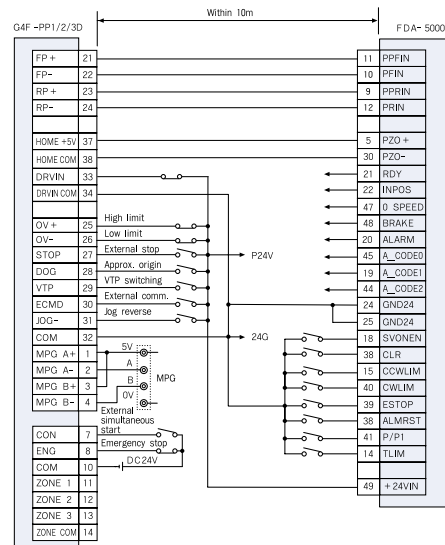 Within 10m
G4F -PP1/2/3D
FDA-5000
FP + 21
FP- 22
RP + 23
RP- 24
HOME +5V 37
HOME COM 38
DRVIN 33
DRVIN COM 34
OV + 25 High limit
OV- 26 Low limit
STOP 27 External stop
DOG 28 Approx. origin
VTP 29 VTP switching
ECMD 30 External comm.
JOG- 31 Jog reverse
COM 32
MPG A+ 1
MPG A- 2
MPG B+ 3
MPG B- 4
5V
A
B
0V
MPG
P24V
24G
External
simultaneous
start
CON 7
Emergency stop
ENG 8
COM 10
DC24V
ZONE 1 11
ZONE 2 12
ZONE 3 13
ZONE COM 14
11 PPFIN
10 PFIN
9 PPRIN
12 PRIN
5 PZO +
30 PZO-
21 RDY
22 INPOS
47 0 SPEED
48 BRAKE
20 ALARM
45 A_CODE0
19 A_CODE1
44 A_CODE2
24 GND24
25 GND24
18 SVONEN
38 CLR
15 CCWLIM
40 CWLIM
39 ESTOP
38 ALMRST
41 P/P1
14 TLIM
49 +24VIN